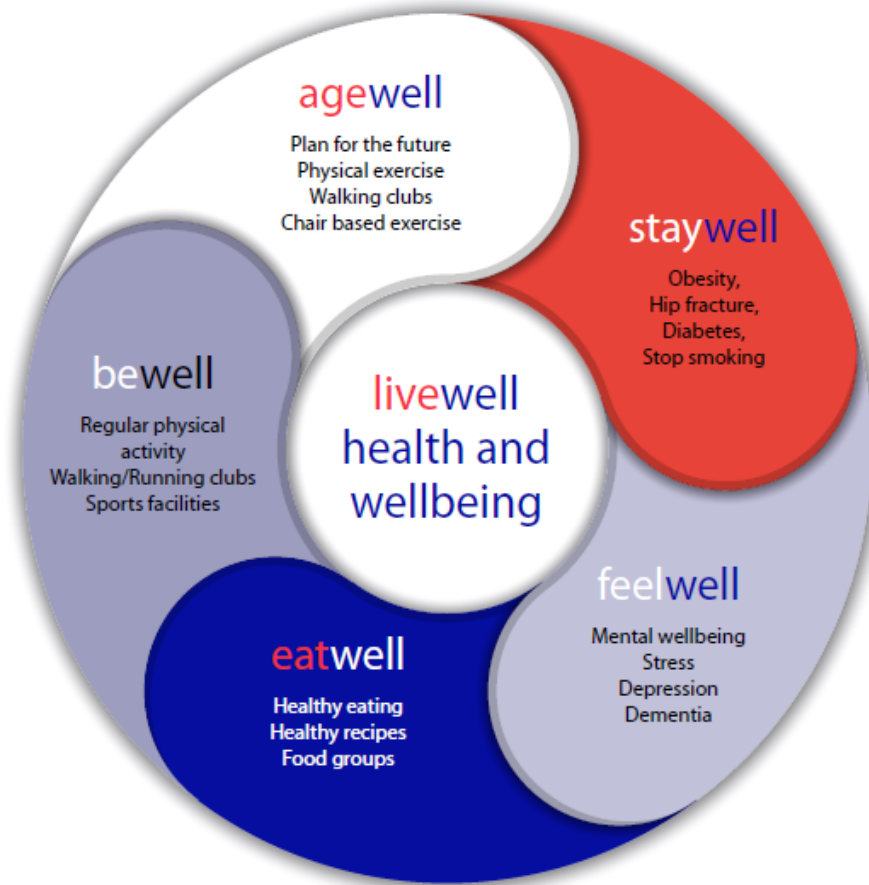 agewell
Plan for the future
Physical exercise
Walking clubs
Chair based exercise
staywell
Obesity,
Hip fracture,
Diabetes,
Stop smoking
bewell
Regular physical
activity
Walking/Running clubs
Sports facilities
livewell
health and
wellbeing
feelwell
Mental wellbeing
Stress
Depression
Dementia
eatwell
Healthy eating
Healthy recipes
Food groups